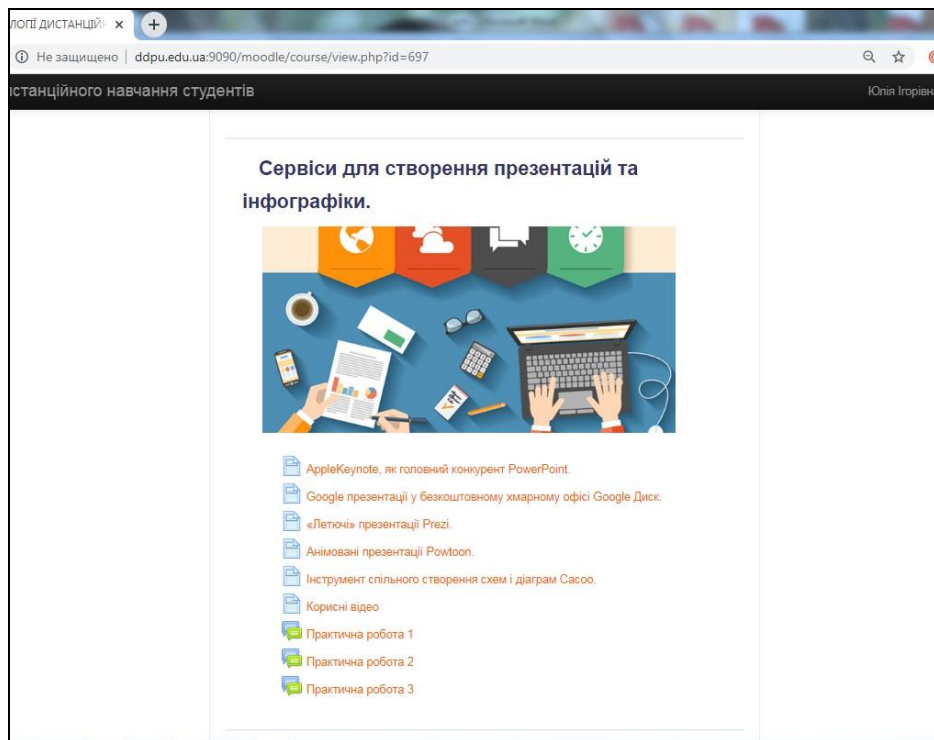 ЛОГІЇ ДИСТАНЦІЙ
Не защищено | ddpu.edu.ua:9090/moodle/course/view.php?id=697
істанційного навчання студентів
Юлія Ігорівн
Сервіси для створення презентацій та
інфографіки.
AppleKeynote, як головний конкурент PowerPoint.
Google презентації у безкоштовному хмарному офісі Google Диск.
«Летючі» презентації Prezi.
Анімовані презентації Powtoon.
Інструмент спільного створення схем і діаграм Cacoo.
Корисні відео
Практична робота 1
Практична робота 2
Практична робота 3